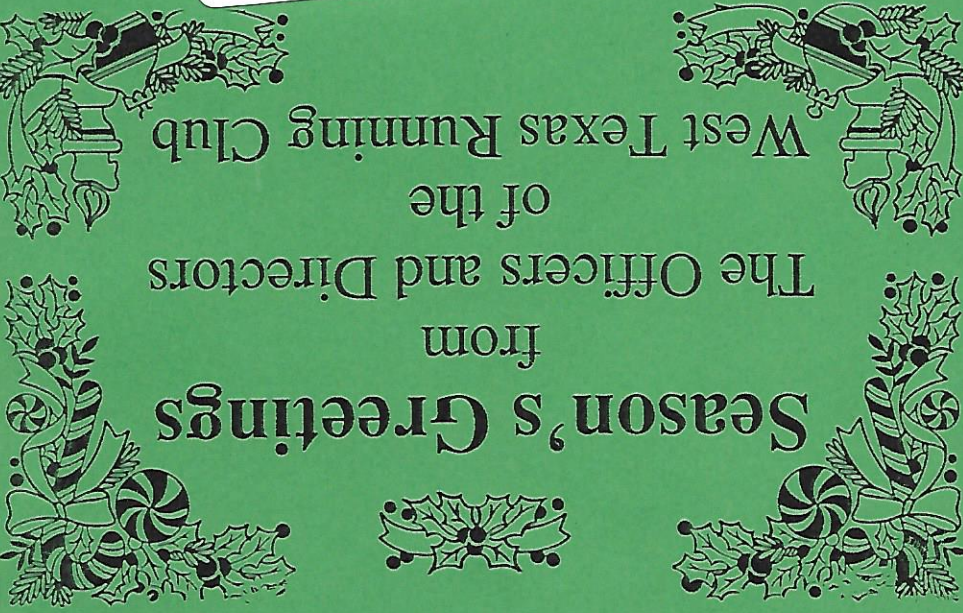 Season's Greetings
from
The Officers and Directors
of the
West Texas Running Club